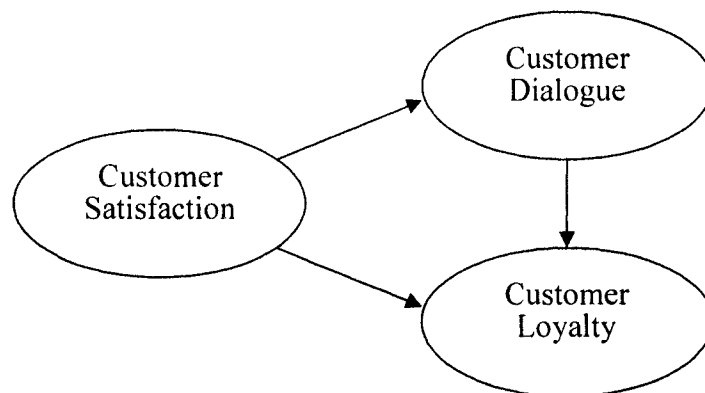 Customer
Dialogue
Customer
Satisfaction
Customer
Loyalty